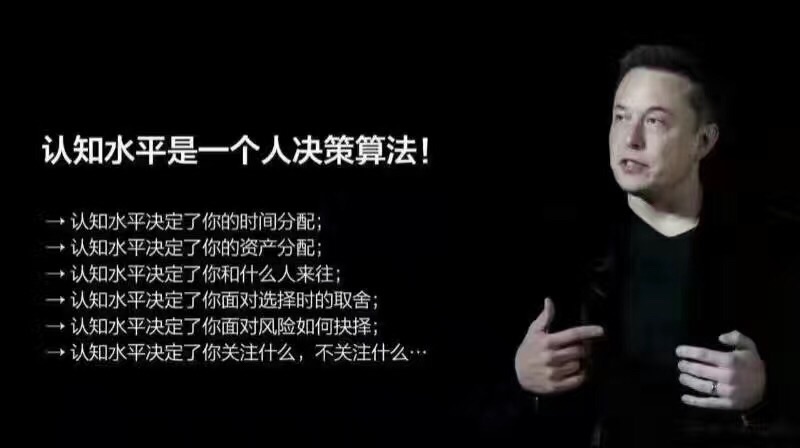 认知水平是一个人决策算法！
→ 认知水平决定了你的时间分配；
→ 认知水平决定了你的资产分配；
→ 认知水平决定了你和什么人来往；
→ 认知水平决定了你面对选择时的取舍；
→ 认知水平决定了你面对风险如何抉择；
→ 认知水平决定了你关注什么，不关注什么…